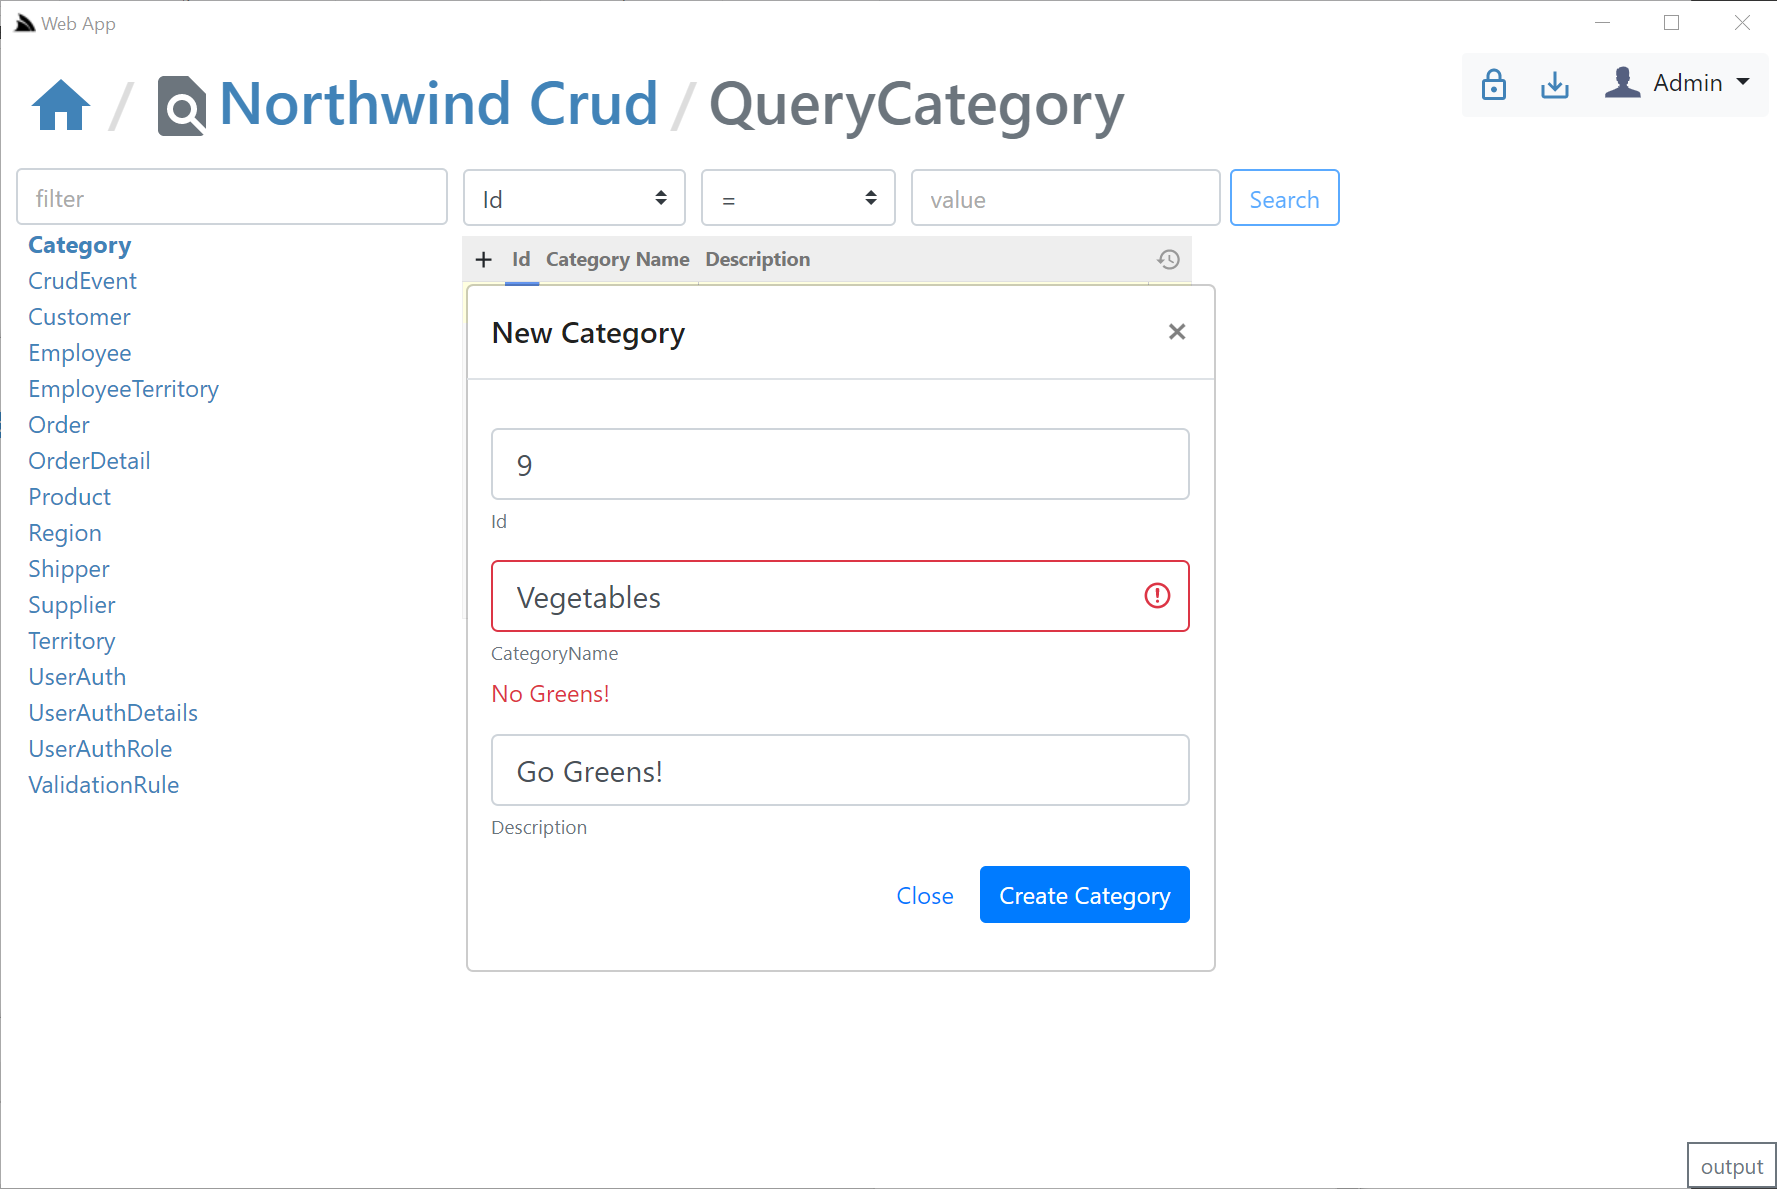 Web App
Northwind Crud / QueryCategory
Admin
filter
Id
=
value
Search
Category
CrudEvent
Customer
Employee
EmployeeTerritory
Order
OrderDetail
Product
Region
Shipper
Supplier
Territory
UserAuth
UserAuthDetails
UserAuthRole
ValidationRule
+ Id Category Name Description
New Category
9
Id
Vegetables
CategoryName
No Greens!
Go Greens!
Description
Close
Create Category
output